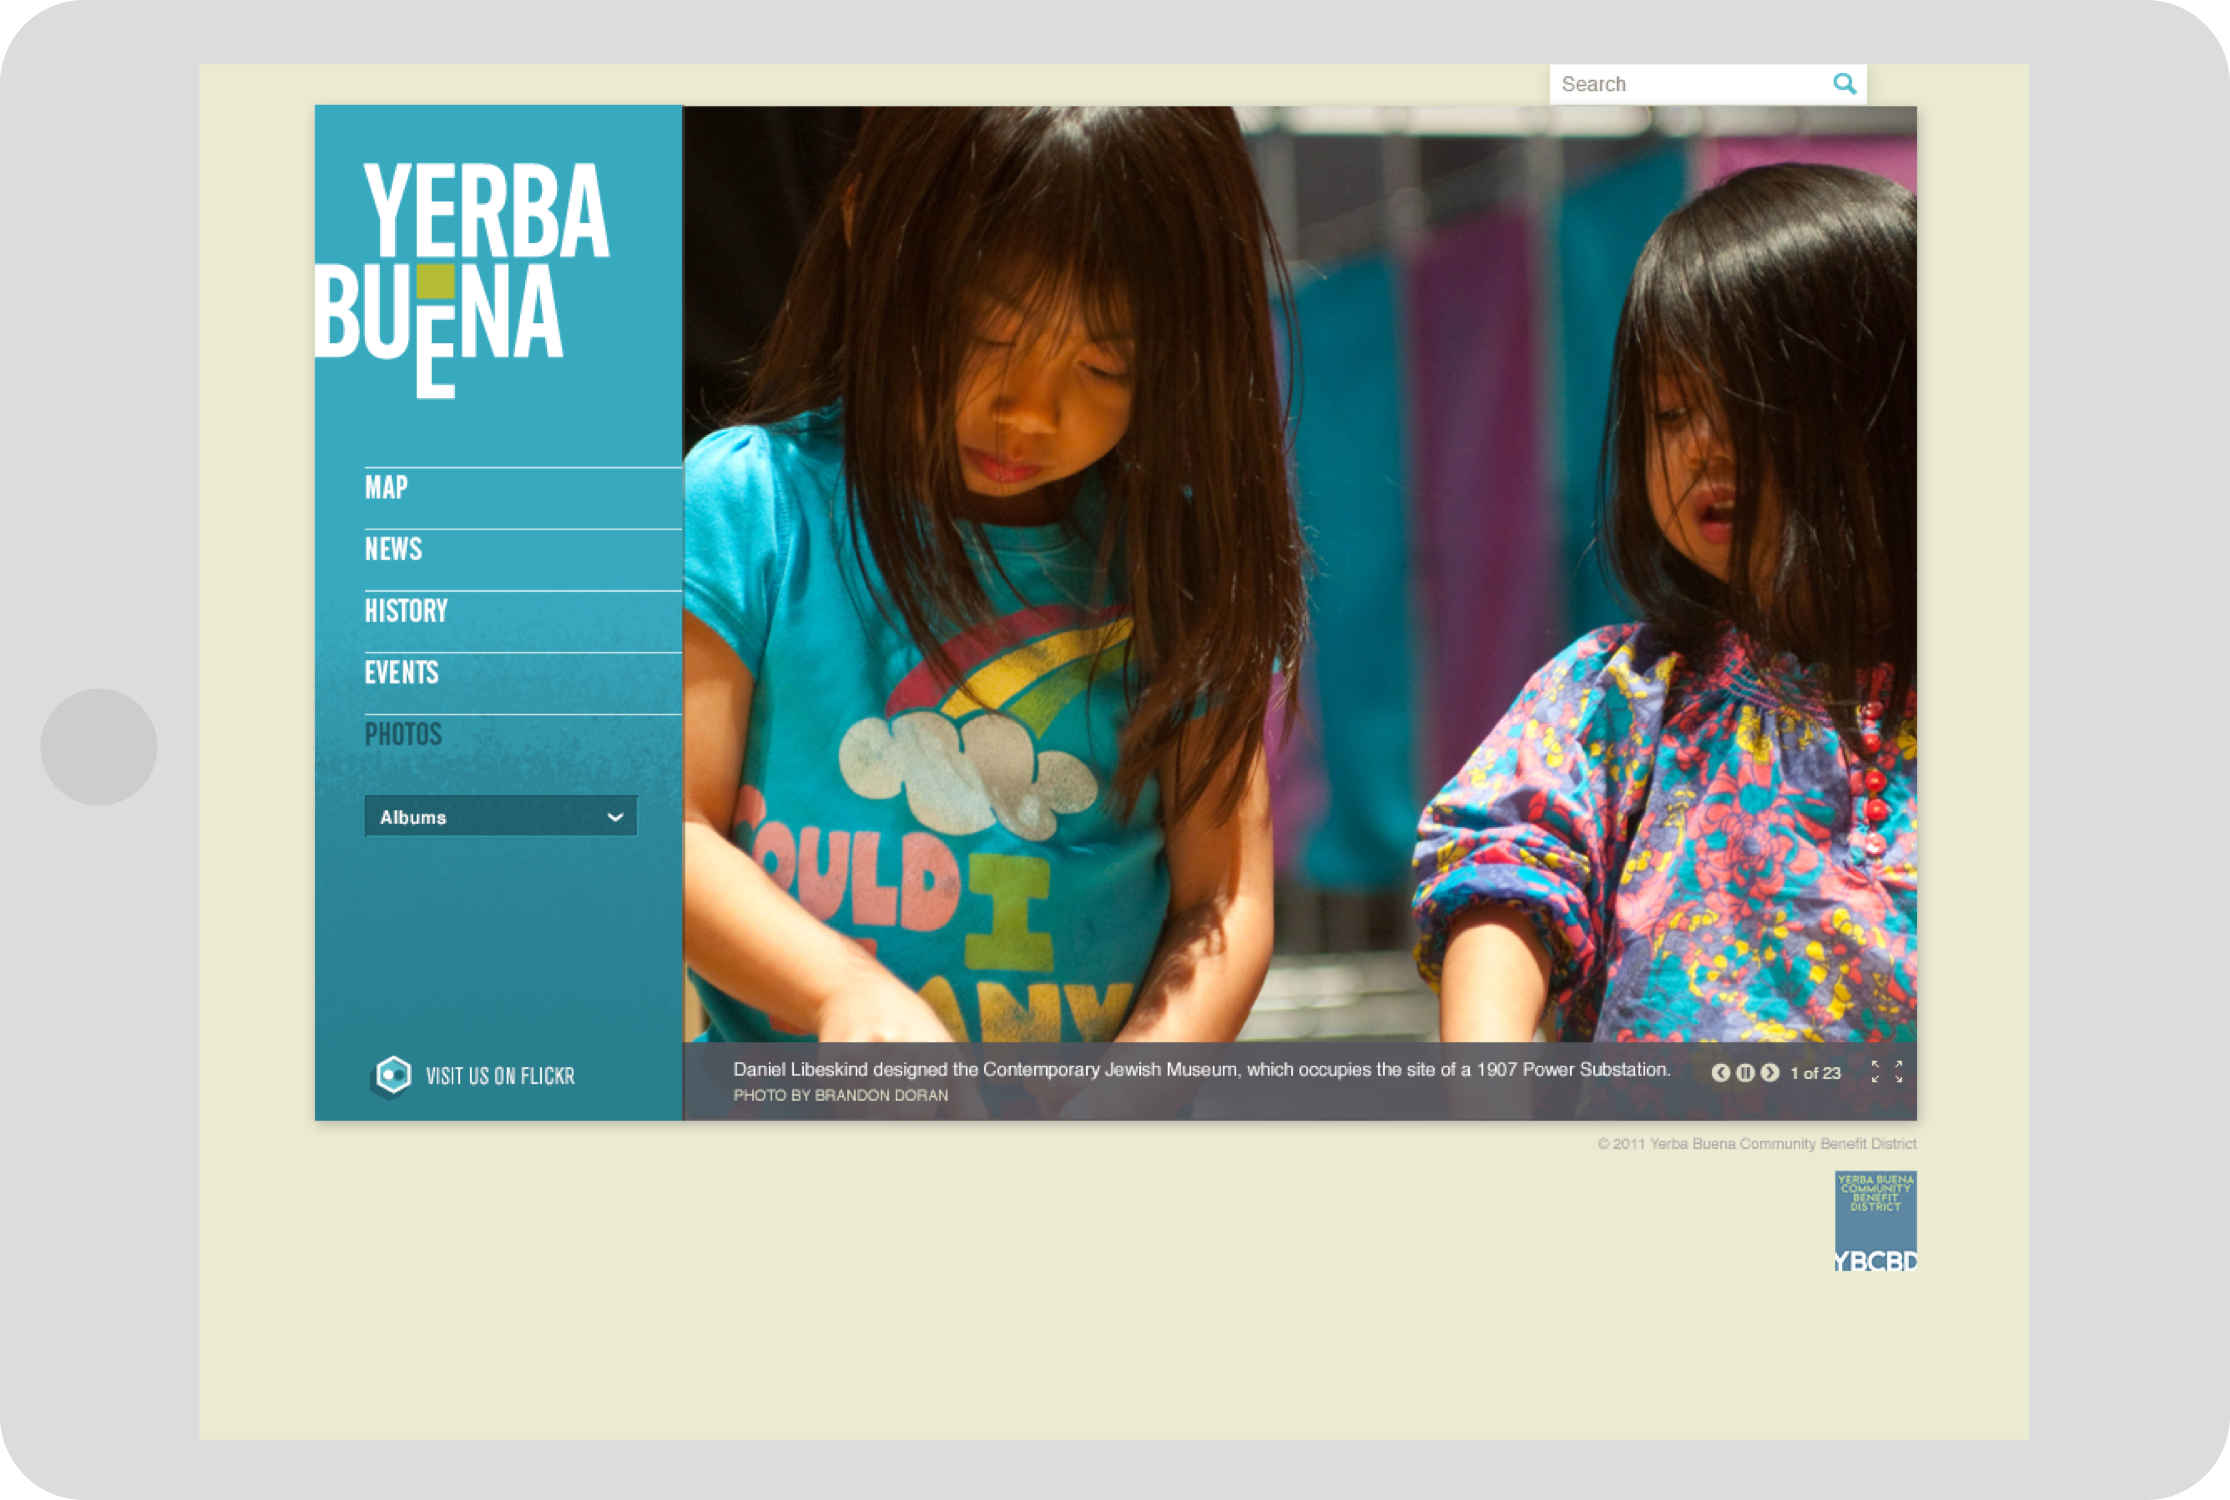 Search
YERBA
BUENA
MAP
NEWS
HISTORY
EVENTS
PHOTOS
Albums
VISIT US ON FLICKR
OULD
I
ANY
Daniel Libeskind designed the Contemporary Jewish Museum, which occupies the site of a 1907 Power Substation.
PHOTO BY BRANDON DORAN
1 of 23
© 2011 Yerba Buena Community Benefit District
YERBA BUENA
COMMUNITY
BENEFIT
DISTRICT
YBCBD